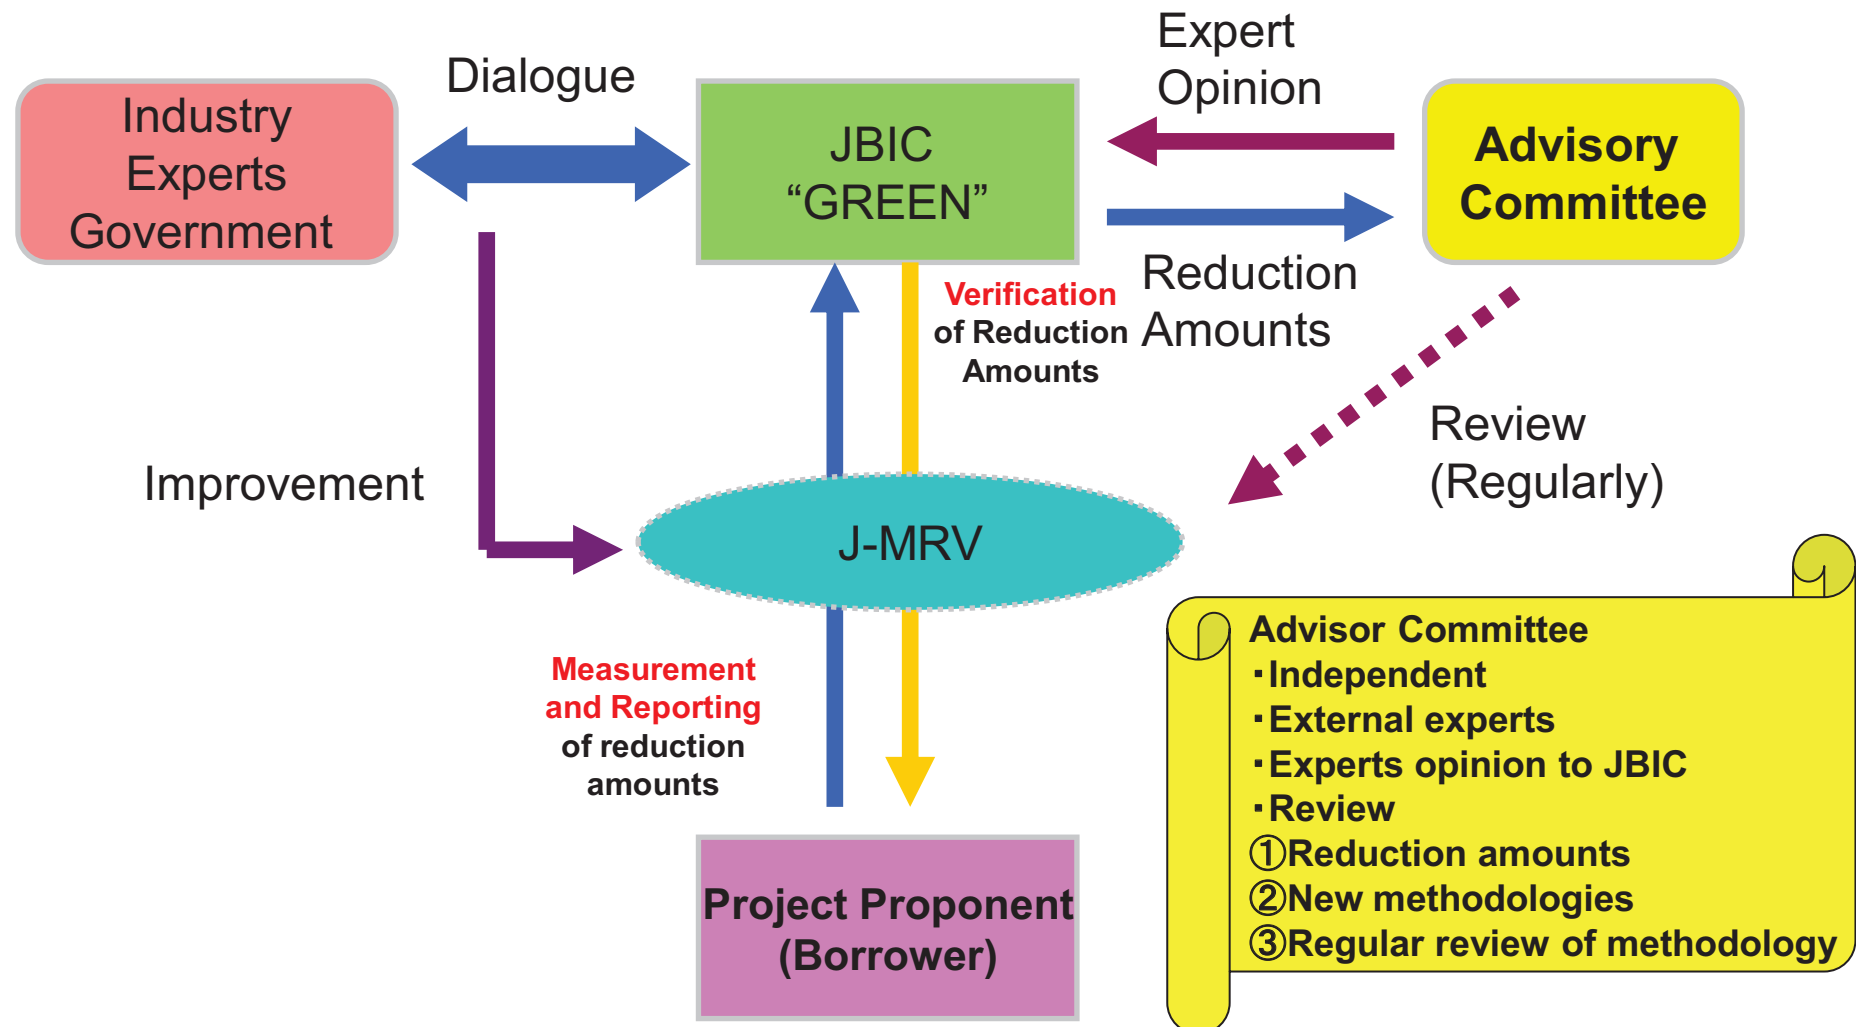 Industry
Experts
Government
Dialogue
JBIC
“GREEN”
Expert
Opinion
Advisory
Committee
Reduction
Amounts
Verification
of Reduction
Amounts
Review
(Regularly)
Improvement
J-MRV
Measurement
and Reporting
of reduction
amounts
Project Proponent
(Borrower)
Advisor Committee
・Independent
・External experts
・Experts opinion to JBIC
・Review
①Reduction amounts
②New methodologies
③Regular review of methodology